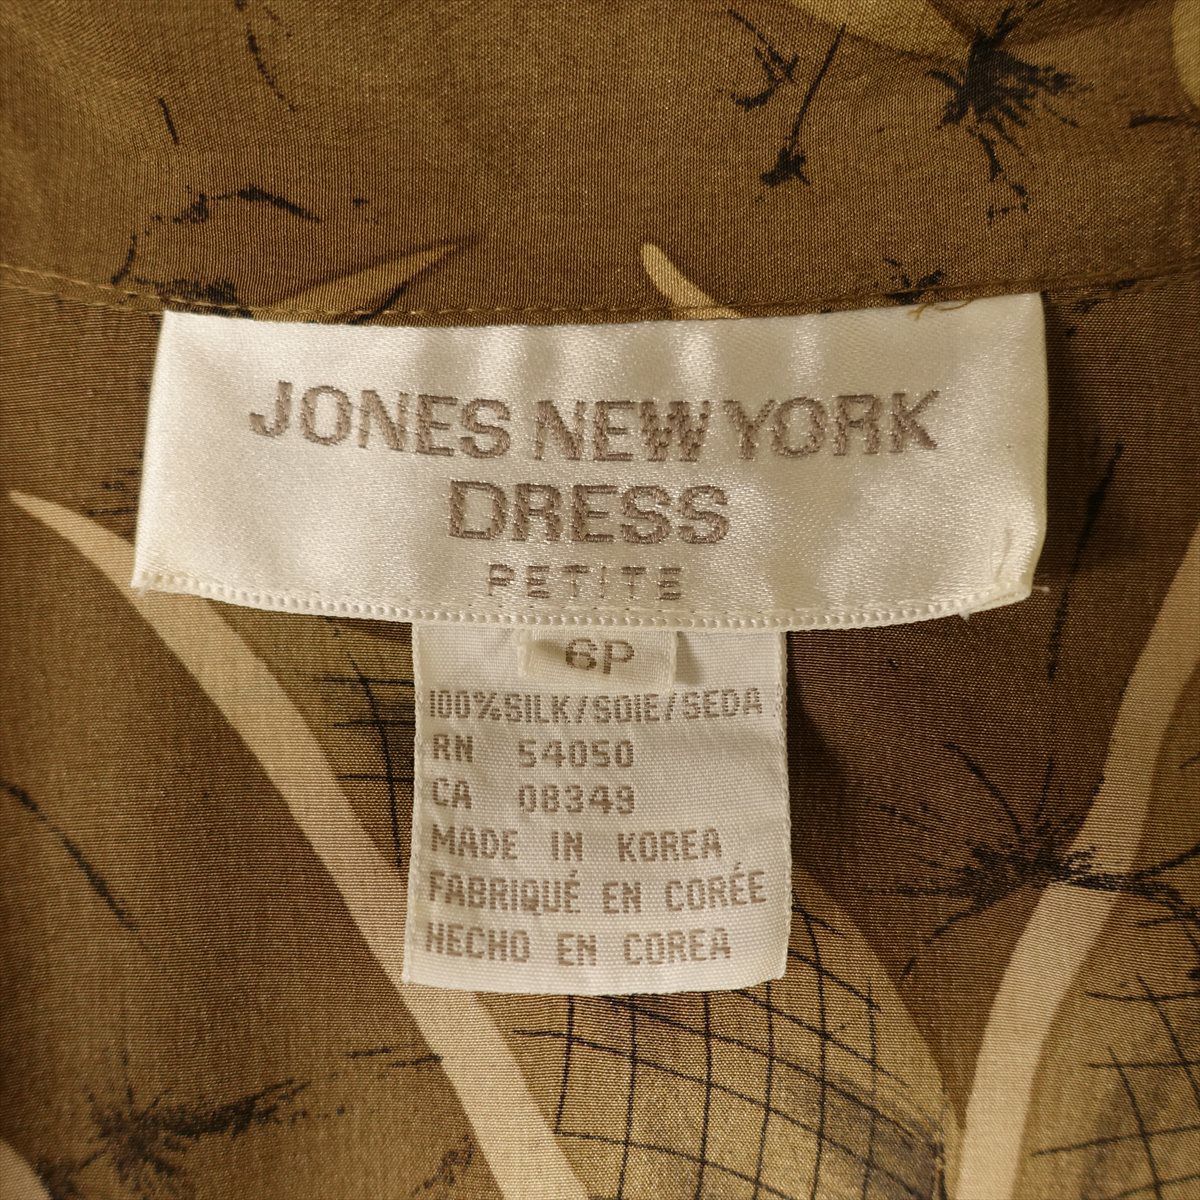 JONES NEW YORK
DRESS
PETITE
6P
100%SILK/SOIE/SEDA
RN 54050
CA 08349
MADE IN KOREA
FABRIQUÉ EN CORÉE
HECHO EN COREA